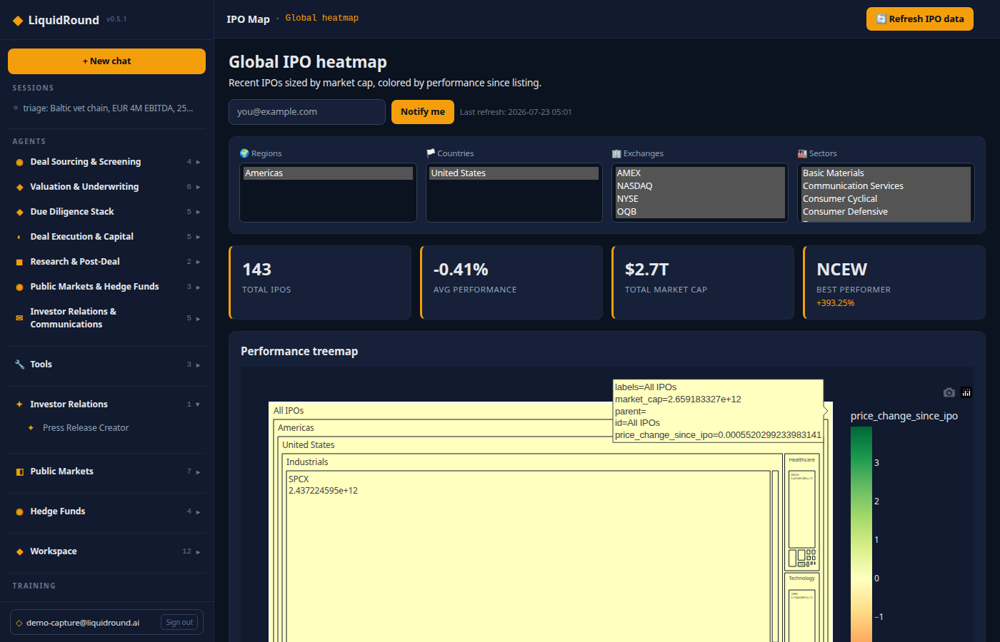 LiquidRound v0.5.1
+ New chat
SESSIONS
triage: Baltic vet chain, EUR 4M EBITDA, 25...
AGENTS
Deal Sourcing & Screening 4
Valuation & Underwriting 6
Due Diligence Stack 5
Deal Execution & Capital 5
Research & Post-Deal 2
Public Markets & Hedge Funds 3
Investor Relations &
Communications 5
Tools 3
Investor Relations 1
Press Release Creator
Public Markets 7
Hedge Funds 4
Workspace 12
TRAINING
demo-capture@liquidround.ai Sign out
IPO Map · Global heatmap
Refresh IPO data
Global IPO heatmap
Recent IPOs sized by market cap, colored by performance since listing.
you@example.com Notify me Last refresh: 2026-07-23 05:01
Regions
Americas
Countries
United States
Exchanges
AMEX
NASDAQ
NYSE
OQB
Sectors
Basic Materials
Communication Services
Consumer Cyclical
Consumer Defensive
143
TOTAL IPOS
-0.41%
AVG PERFORMANCE
$2.7T
TOTAL MARKET CAP
NCEW
BEST PERFORMER
+393.25%
Performance treemap
labels=All IPOs
market_cap=2.659183327e+12
parent=
id=All IPOs
price_change_since_ipo=0.0005520299233983141
All IPOs
Americas
United States
Industrials
SPCX
2.437224595e+12
Healthcare
Technology
price_change_since_ipo
3
2
1
0
−1